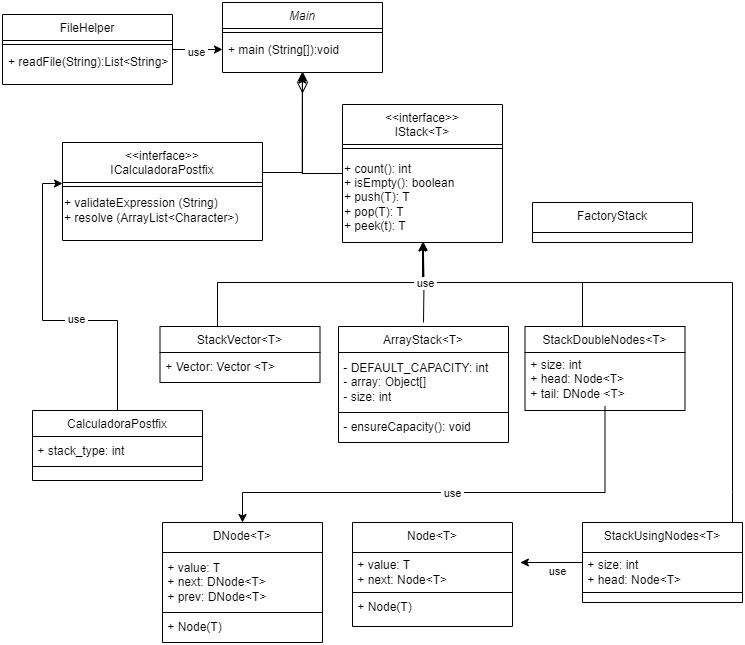 FileHelper
+ readFile(String):List<String>
use
Main
+ main (String[]):void
<<interface>>
IStack<T>
+ count(): int
+ isEmpty(): boolean
+ push(T): T
+ pop(T): T
+ peek(t): T
<<interface>>
ICalculadoraPostfix
+ validateExpression (String)
+ resolve (ArrayList<Character>)
FactoryStack
use
use
StackVector<T>
+ Vector: Vector <T>
ArrayStack<T>
- DEFAULT_CAPACITY: int
- array: Object[]
- size: int
- ensureCapacity(): void
StackDoubleNodes<T>
+ size: int
+ head: Node<T>
+ tail: DNode <T>
CalculadoraPostfix
+ stack_type: int
use
DNode<T>
+ value: T
+ next: DNode<T>
+ prev: DNode<T>
+ Node(T)
Node<T>
+ value: T
+ next: Node<T>
+ Node(T)
use
StackUsingNodes<T>
+ size: int
+ head: Node<T>